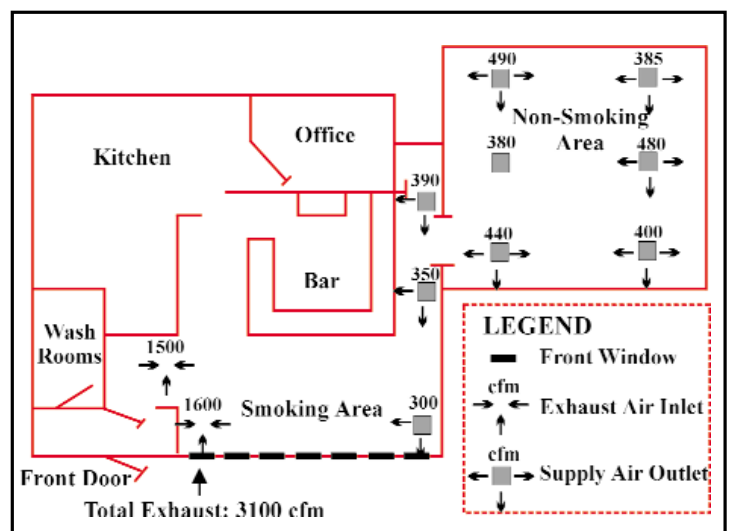 490
385
Non-Smoking
Area
Office
Kitchen
380
480
390
440
400
Bar
350
Wash
Rooms
1500
1600
Smoking Area
300
Front Door
Total Exhaust: 3100 cfm
LEGEND
Front Window
cfm
Exhaust Air Inlet
cfm
Supply Air Outlet